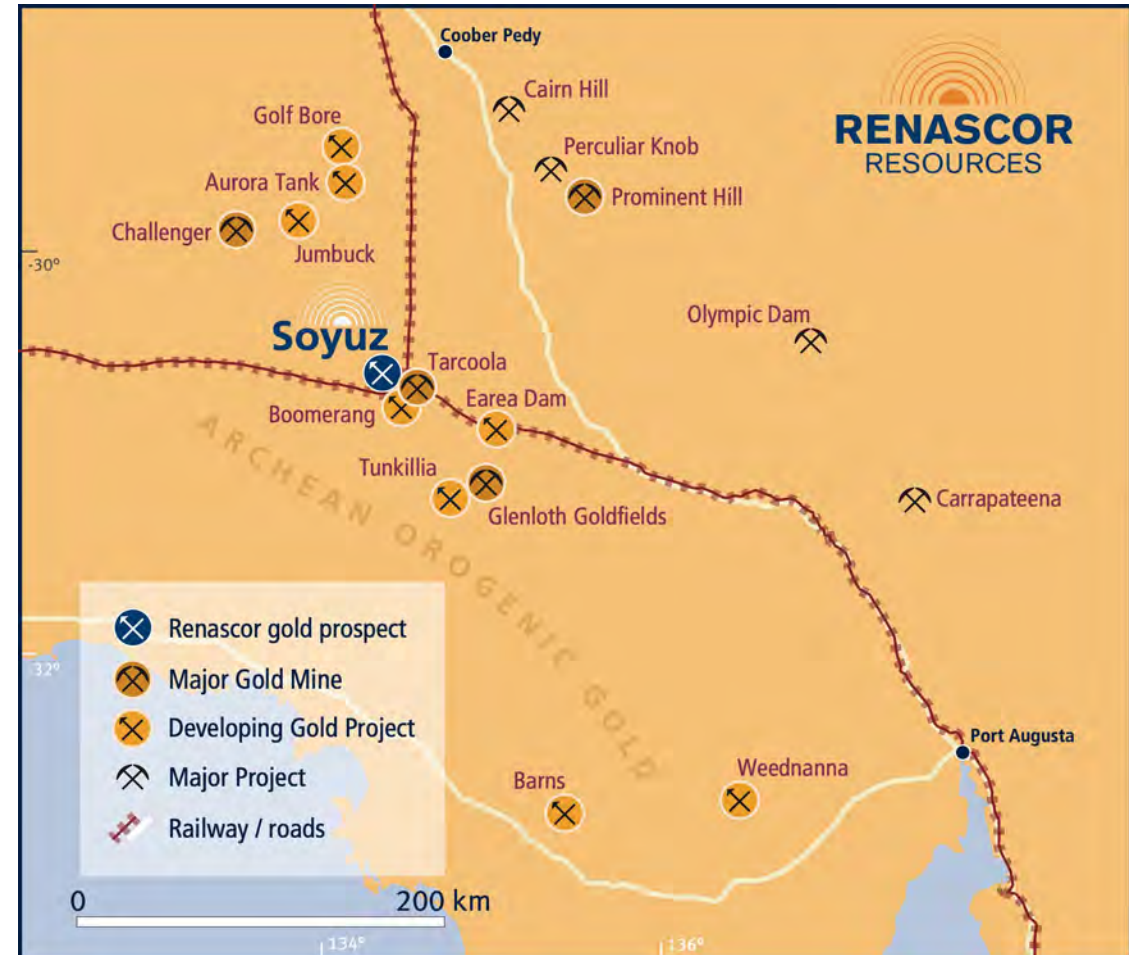 Coober Pedy
Cairn Hill
RENASCOR
RESOURCES
Golf Bore
Perculiar Knob
Aurora Tank
Prominent Hill
Challenger
Jumbuck
-30°
Olympic Dam
Soyuz
Tarcoola
Boomerang
Earea Dam
Tunkillia
Glenloth Goldfields
Carrapateena
ARCHEAN OROGENIC GOLD
Renascor gold prospect
32°
Major Gold Mine
Developing Gold Project
Major Project
Railway / roads
Port Augusta
Barns
Weednanna
0 200 km
134° 136°